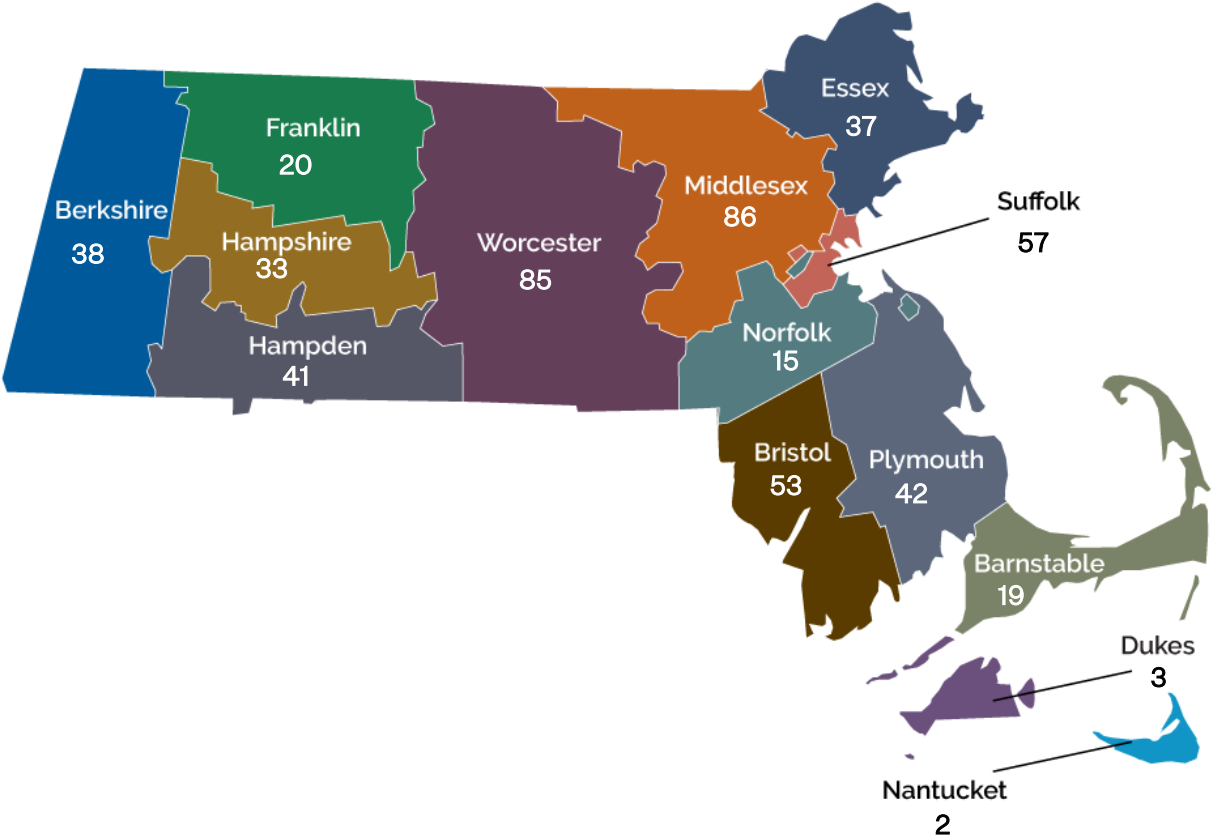 Essex
37
Franklin
20
Middlesex
86
Suffolk
57
Berkshire
38
Hampshire
33
Worcester
85
Norfolk
15
Hampden
41
Bristol
53
Plymouth
42
Barnstable
19
Dukes
3
Nantucket
2